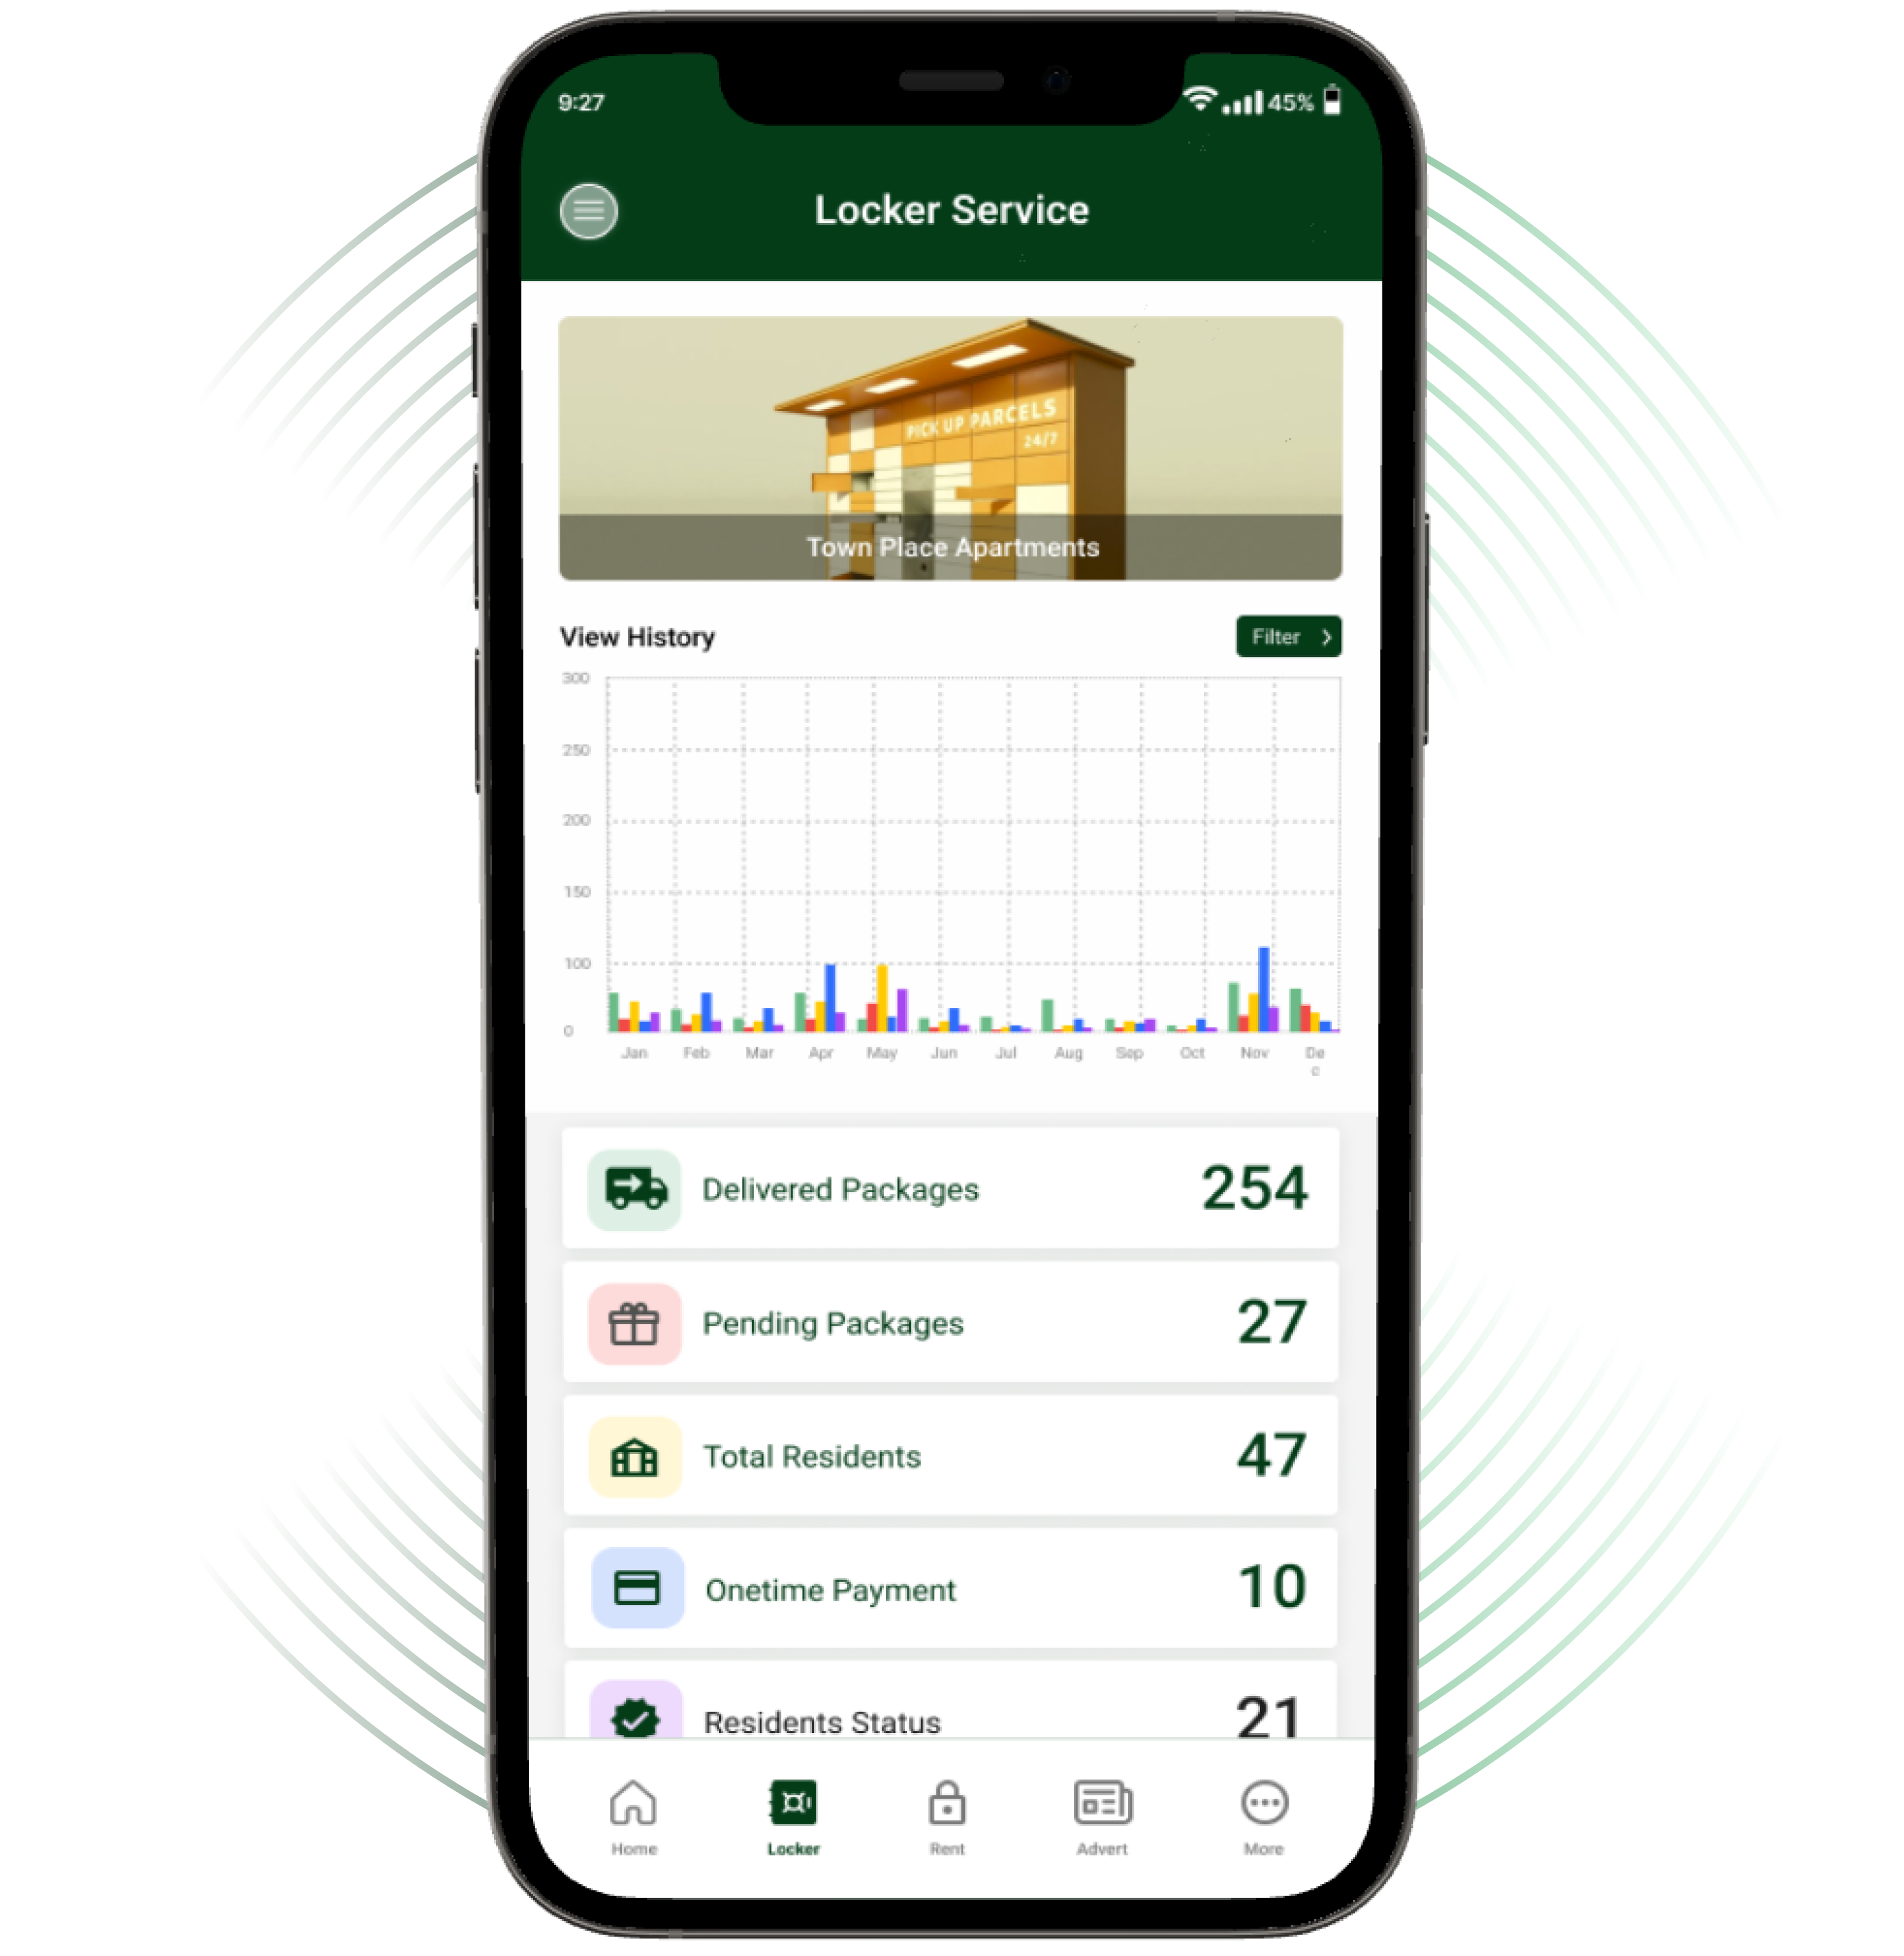 9:27
45%
Locker Service
PICK UP PARCELS
24/7
Town Place Apartments
View History
Filter
300
250
200
150
100
0
Jan Feb Mar Apr May Jun Jul Aug Sep Oct Nov De
c
Delivered Packages 254
Pending Packages 27
Total Residents 47
Onetime Payment 10
Residents Status 21
Home Locker Rent Advert More